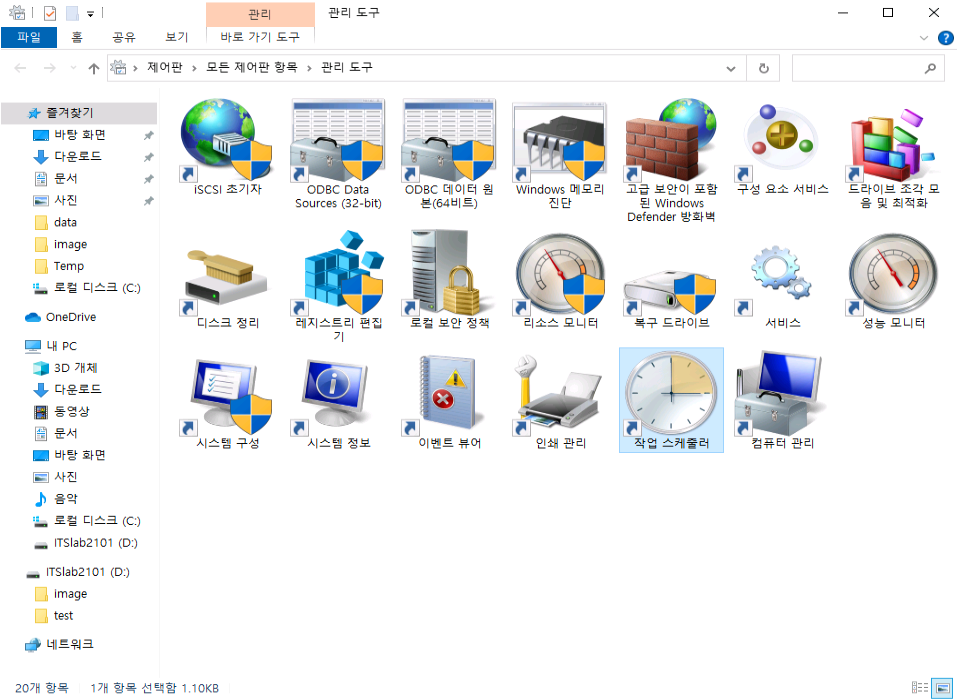 관리
관리 도구
파일
홈
공유
보기
바로 가기 도구
제어판 › 모든 제어판 항목 › 관리 도구
즐겨찾기
바탕 화면
다운로드
문서
사진
data
image
Temp
로컬 디스크 (C:)
OneDrive
내 PC
3D 개체
다운로드
동영상
문서
바탕 화면
사진
음악
로컬 디스크 (C:)
ITSlab2101 (D:)
ITSlab2101 (D:)
image
test
네트워크
iSCSI 초기자
ODBC Data
Sources (32-bit)
ODBC 데이터 원
본(64비트)
Windows 메모리
진단
고급 보안이 포함
된 Windows
Defender 방화벽
구성 요소 서비스
드라이브 조각 모
음 및 최적화
디스크 정리
레지스트리 편집
기
로컬 보안 정책
리소스 모니터
복구 드라이브
서비스
성능 모니터
시스템 구성
시스템 정보
이벤트 뷰어
인쇄 관리
작업 스케줄러
컴퓨터 관리
20개 항목
1개 항목 선택함 1.10KB